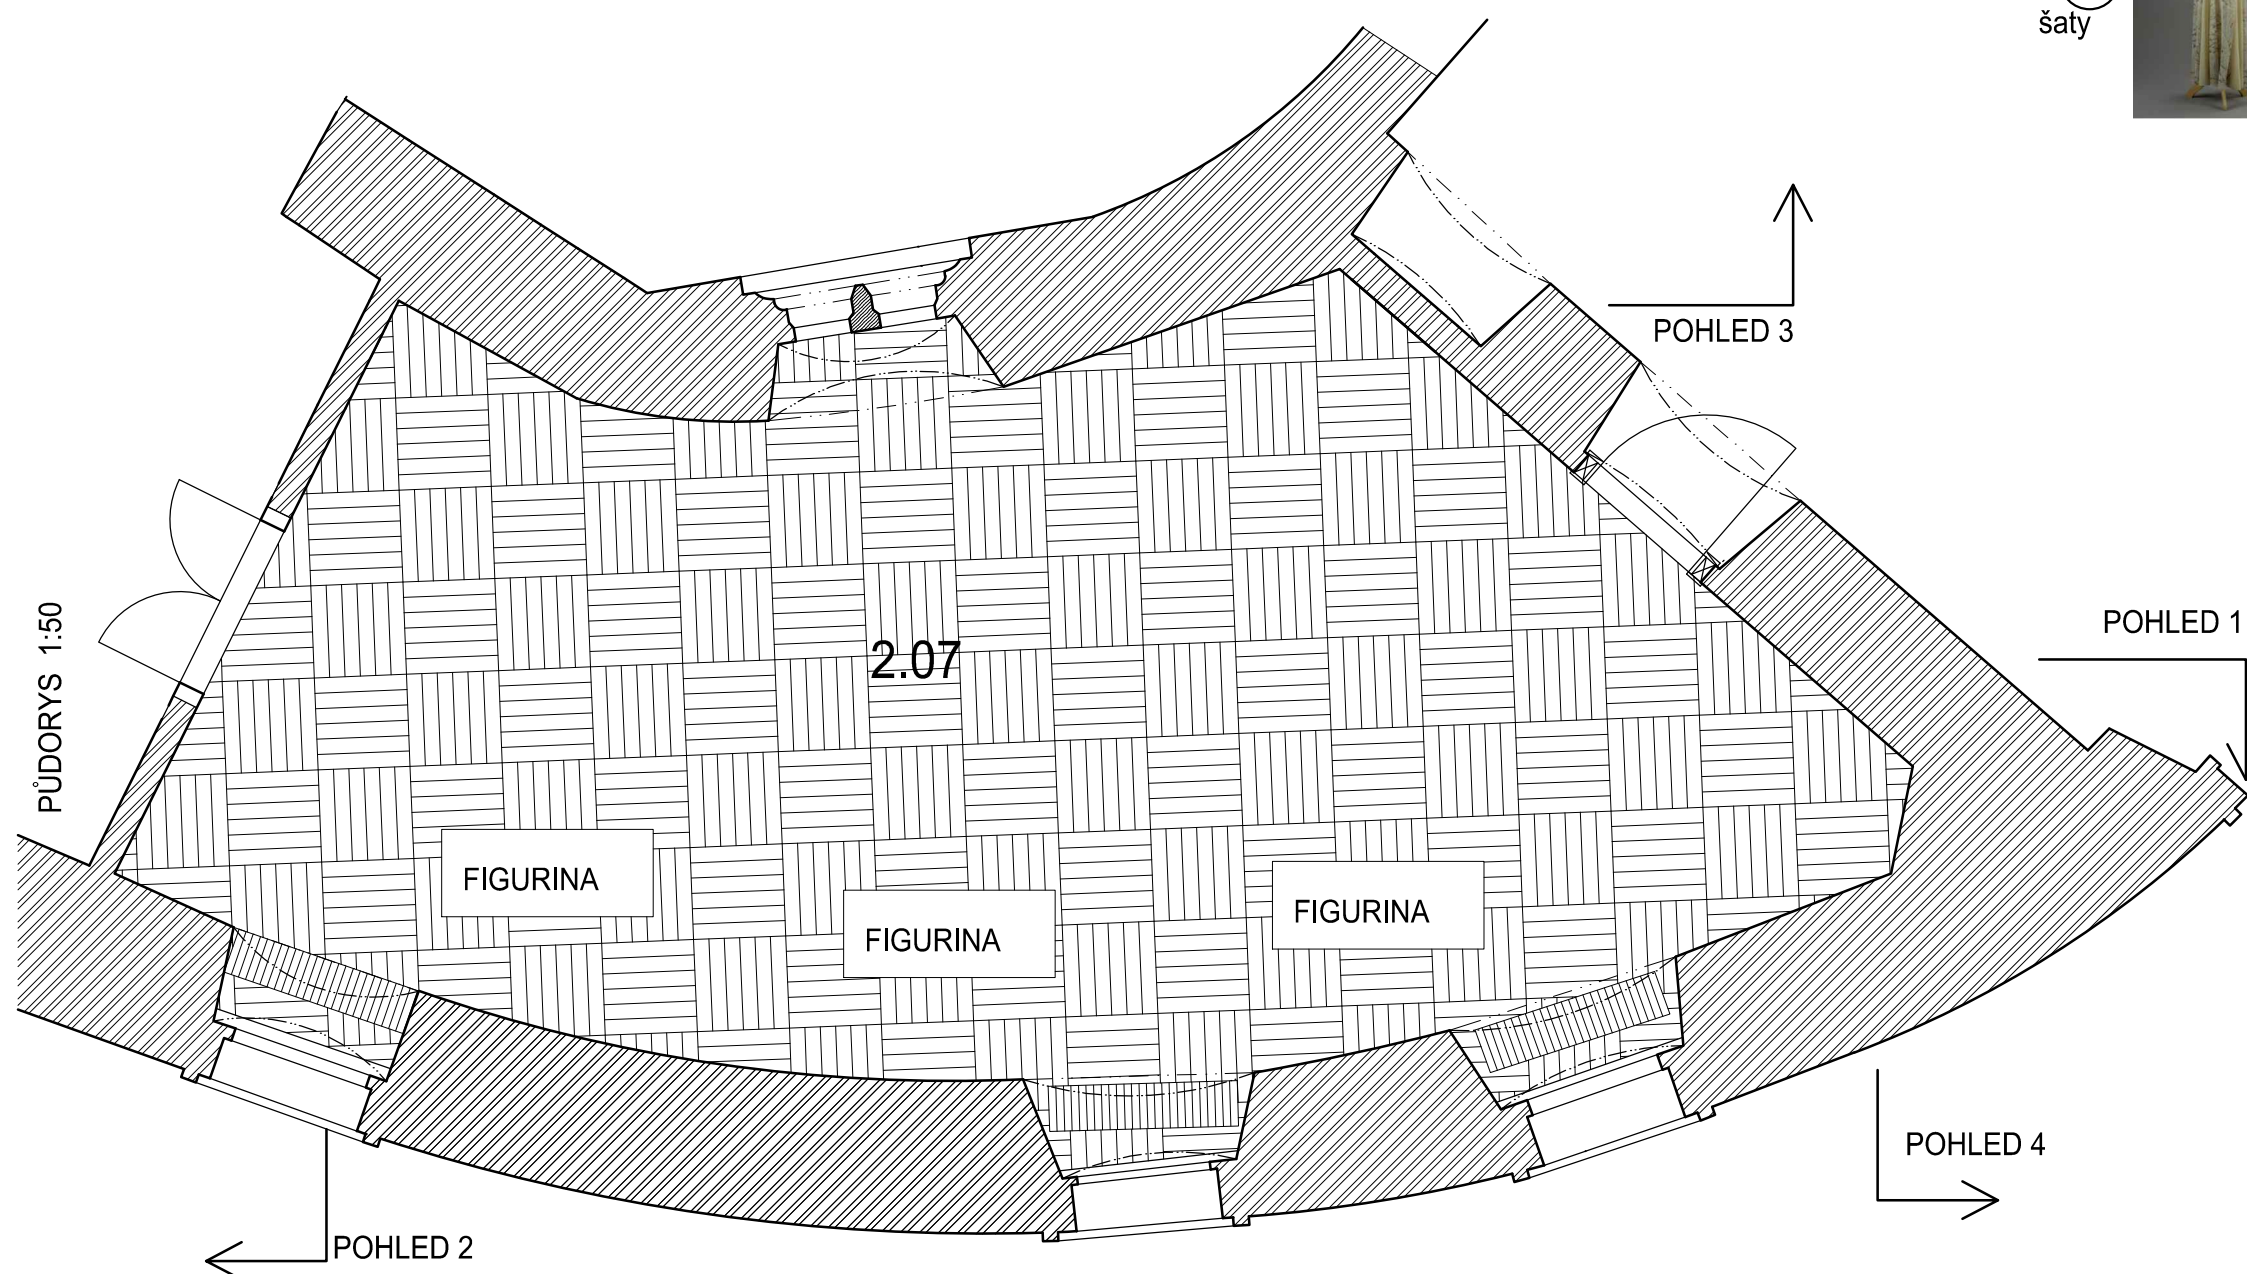 šaty
POHLED 3
PŮDORYS 1:50
POHLED 1
2.07
FIGURINA
FIGURINA
FIGURINA
POHLED 4
POHLED 2